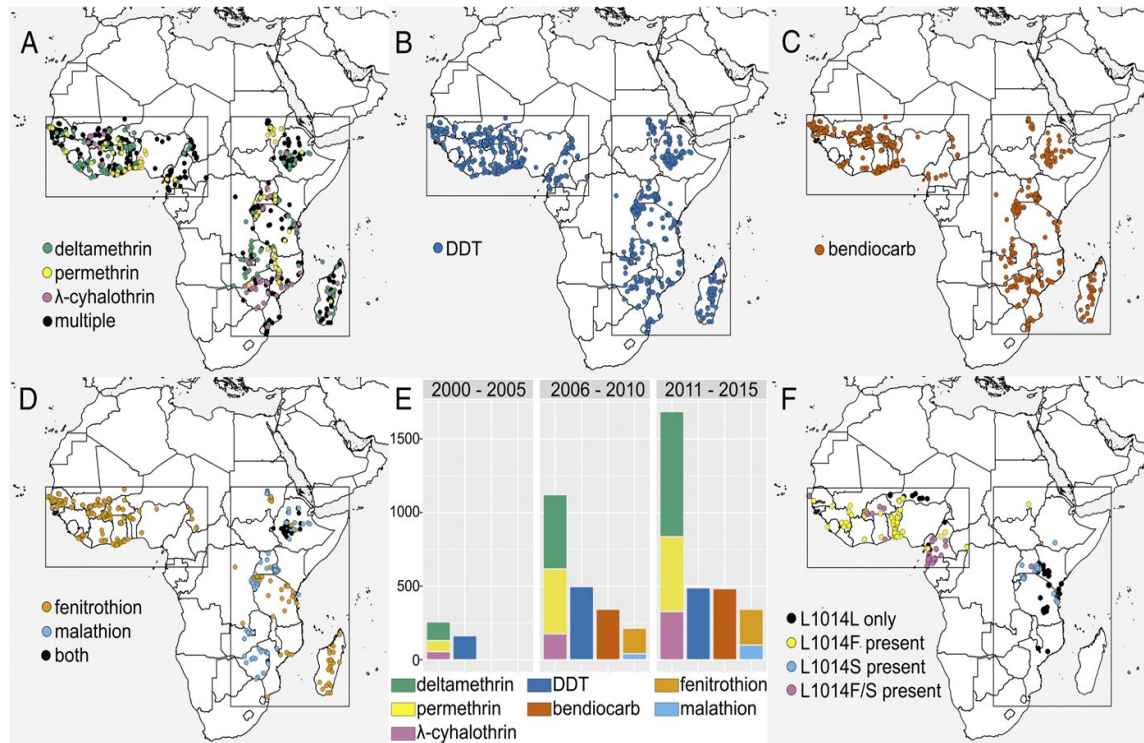 A
deltamethrin
permethrin
λ-cyhalothrin
multiple
B
DDT
C
bendiocarb
D
fenitrothion
malathion
both
E
2000 - 2005 2006 - 2010 2011 - 2015
1500
1000
500
0
deltamethrin DDT fenitrothion
permethrin bendiocarb malathion
λ-cyhalothrin
F
L1014L only
L1014F present
L1014S present
L1014F/S present